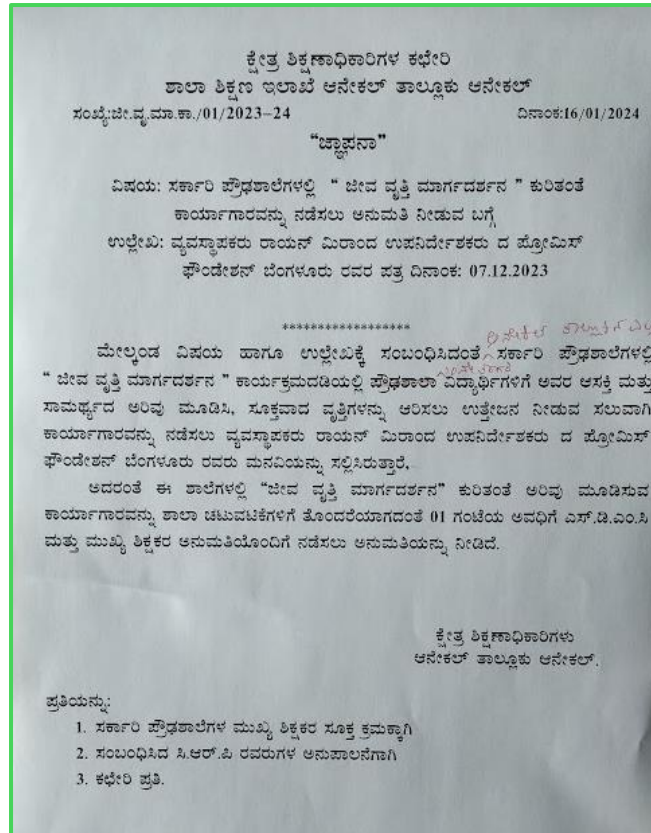 ಕ್ಷೇತ್ರ ಶಿಕ್ಷಣಾಧಿಕಾರಿಗಳ ಕಛೇರಿ
ಶಾಲಾ ಶಿಕ್ಷಣ ಇಲಾಖೆ ಆನೇಕಲ್ ತಾಲ್ಲೂಕು ಆನೇಕಲ್
ಸಂಖ್ಯೆ:ಜೀ.ವೃ.ಮಾ.ಕಾ./01/2023-24 ದಿನಾಂಕ:16/01/2024
"ಜ್ಞಾಪನಾ"
ವಿಷಯ: ಸರ್ಕಾರಿ ಪ್ರೌಢಶಾಲೆಗಳಲ್ಲಿ " ಜೀವ ವೃತ್ತಿ ಮಾರ್ಗದರ್ಶನ " ಕುರಿತಂತೆ
ಕಾರ್ಯಾಗಾರವನ್ನು ನಡೆಸಲು ಅನುಮತಿ ನೀಡುವ ಬಗ್ಗೆ
ಉಲ್ಲೇಖ: ವ್ಯವಸ್ಥಾಪಕರು ರಾಯನ್ ಮಿರಾಂದ ಉಪನಿರ್ದೇಶಕರು ದ ಪ್ರೋಮಿಸ್
ಫೌಂಡೇಶನ್ ಬೆಂಗಳೂರು ರವರ ಪತ್ರ ದಿನಾಂಕ: 07.12.2023
******************
ಆನೇಕಲ್ ತಾಲ್ಲೂಕಿನ
ಮೇಲ್ಕಂಡ ವಿಷಯ ಹಾಗೂ ಉಲ್ಲೇಖಕ್ಕೆ ಸಂಬಂಧಿಸಿದಂತೆ ಸರ್ಕಾರಿ ಪ್ರೌಢಶಾಲೆಗಳಲ್ಲಿ
" ಜೀವ ವೃತ್ತಿ ಮಾರ್ಗದರ್ಶನ " ಕಾರ್ಯಕ್ರಮದಡಿಯಲ್ಲಿ ಪ್ರೌಢಶಾಲಾ ವಿದ್ಯಾರ್ಥಿಗಳಿಗೆ ಅವರ ಆಸಕ್ತಿ ಮತ್ತು
ಸಾಮರ್ಥ್ಯದ ಅರಿವು ಮೂಡಿಸಿ, ಸೂಕ್ತವಾದ ವೃತ್ತಿಗಳನ್ನು ಆರಿಸಲು ಉತ್ತೇಜನ ನೀಡುವ ಸಲುವಾಗಿ
ಕಾರ್ಯಾಗಾರವನ್ನು ನಡೆಸಲು ವ್ಯವಸ್ಥಾಪಕರು ರಾಯನ್ ಮಿರಾಂದ ಉಪನಿರ್ದೇಶಕರು ದ ಪ್ರೋಮಿಸ್
ಫೌಂಡೇಶನ್ ಬೆಂಗಳೂರು ರವರು ಮನವಿಯನ್ನು ಸಲ್ಲಿಸಿರುತ್ತಾರೆ,
ಅದರಂತೆ ಈ ಶಾಲೆಗಳಲ್ಲಿ "ಜೀವ ವೃತ್ತಿ ಮಾರ್ಗದರ್ಶನ" ಕುರಿತಂತೆ ಅರಿವು ಮೂಡಿಸುವ
ಕಾರ್ಯಾಗಾರವನ್ನು ಶಾಲಾ ಚಟುವಟಿಕೆಗಳಿಗೆ ತೊಂದರೆಯಾಗದಂತೆ 01 ಗಂಟೆಯ ಅವಧಿಗೆ ಎಸ್.ಡಿ.ಎಂ.ಸಿ
ಮತ್ತು ಮುಖ್ಯ ಶಿಕ್ಷಕರ ಅನುಮತಿಯೊಂದಿಗೆ ನಡೆಸಲು ಅನುಮತಿಯನ್ನು ನೀಡಿದೆ.
ಕ್ಷೇತ್ರ ಶಿಕ್ಷಣಾಧಿಕಾರಿಗಳು
ಆನೇಕಲ್ ತಾಲ್ಲೂಕು ಆನೇಕಲ್.
ಪ್ರತಿಯನ್ನು:
1. ಸರ್ಕಾರಿ ಪ್ರೌಢಶಾಲೆಗಳ ಮುಖ್ಯ ಶಿಕ್ಷಕರ ಸೂಕ್ತ ಕ್ರಮಕ್ಕಾಗಿ
2. ಸಂಬಂಧಿಸಿದ ಸಿ.ಆರ್.ಪಿ ರವರುಗಳ ಅನುಪಾಲನೆಗಾಗಿ
3. ಕಛೇರಿ ಪ್ರತಿ.